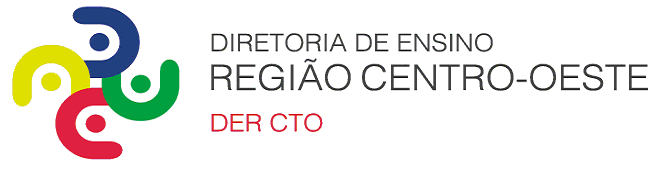 DIRETORIA DE ENSINO
REGIÃO CENTRO-OESTE
DER CTO